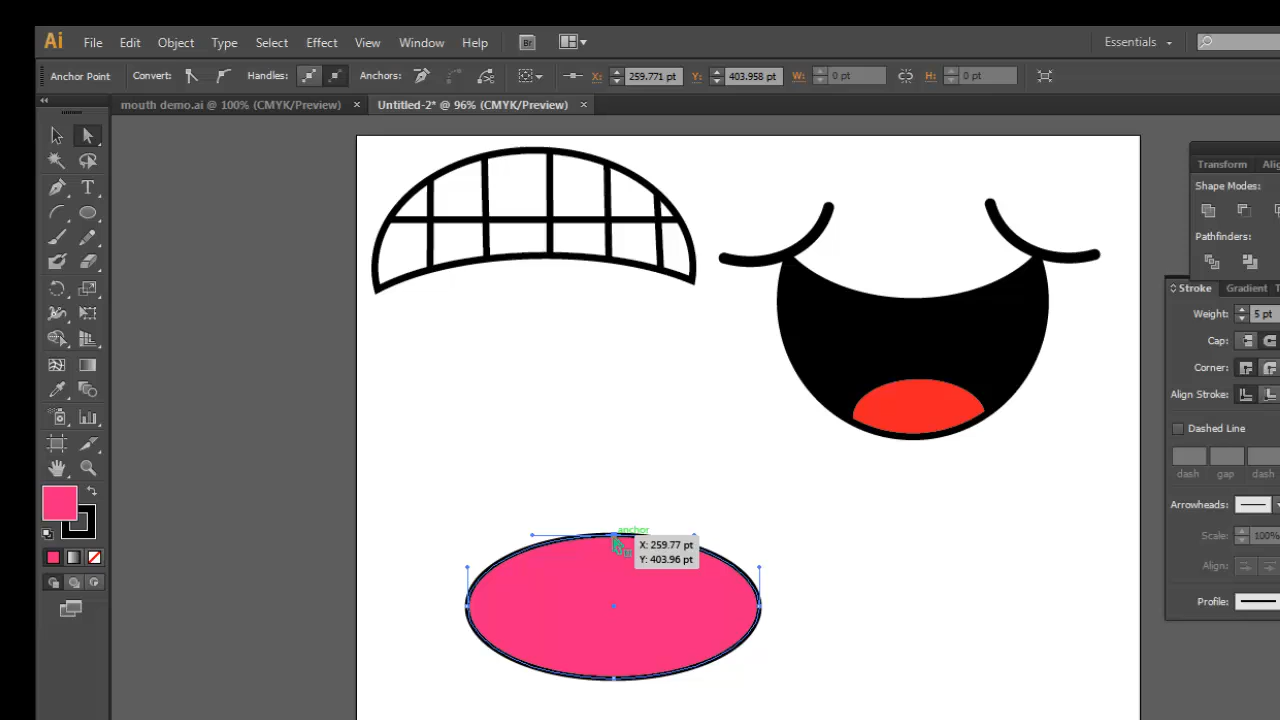 Ai File Edit Object Type Select Effect View Window Help Br Essentials
Anchor Point Convert: Handles: Anchors: X: 259.771 pt Y: 403.958 pt W: 0 pt H: 0 pt
mouth demo.ai @ 100% (CMYK/Preview) × Untitled-2* @ 96% (CMYK/Preview) ×
T
Transform
Shape Modes:
Pathfinders:
Stroke Gradient
Weight: 5 pt
Cap:
Corner:
Align Stroke:
Dashed Line
dash gap dash
Arrowheads:
Scale: 100%
Align:
Profile:
anchor
X: 259.77 pt
Y: 403.96 pt